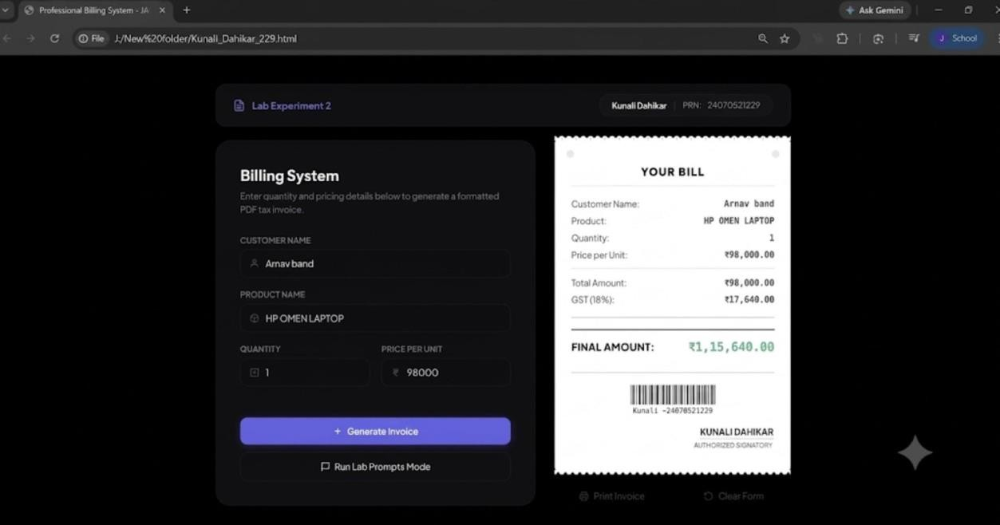 Professional Billing System - JA
Ask Gemini
File J:/New%20folder/Kunali_Dahikar_229.html
J School
Lab Experiment 2
Kunali Dahikar | PRN: 24070521229
Billing System
Enter quantity and pricing details below to generate a formatted
PDF tax invoice.
CUSTOMER NAME
Arnav band
PRODUCT NAME
HP OMEN LAPTOP
QUANTITY PRICE PER UNIT
1 ₹ 98000
+ Generate Invoice
Run Lab Prompts Mode
YOUR BILL
Customer Name: Arnav band
Product: HP OMEN LAPTOP
Quantity: 1
Price per Unit: ₹98,000.00
Total Amount: ₹98,000.00
GST (18%): ₹17,640.00
FINAL AMOUNT: ₹1,15,640.00
Kunali -24070521229
KUNALI DAHIKAR
AUTHORIZED SIGNATORY
Print Invoice Clear Form